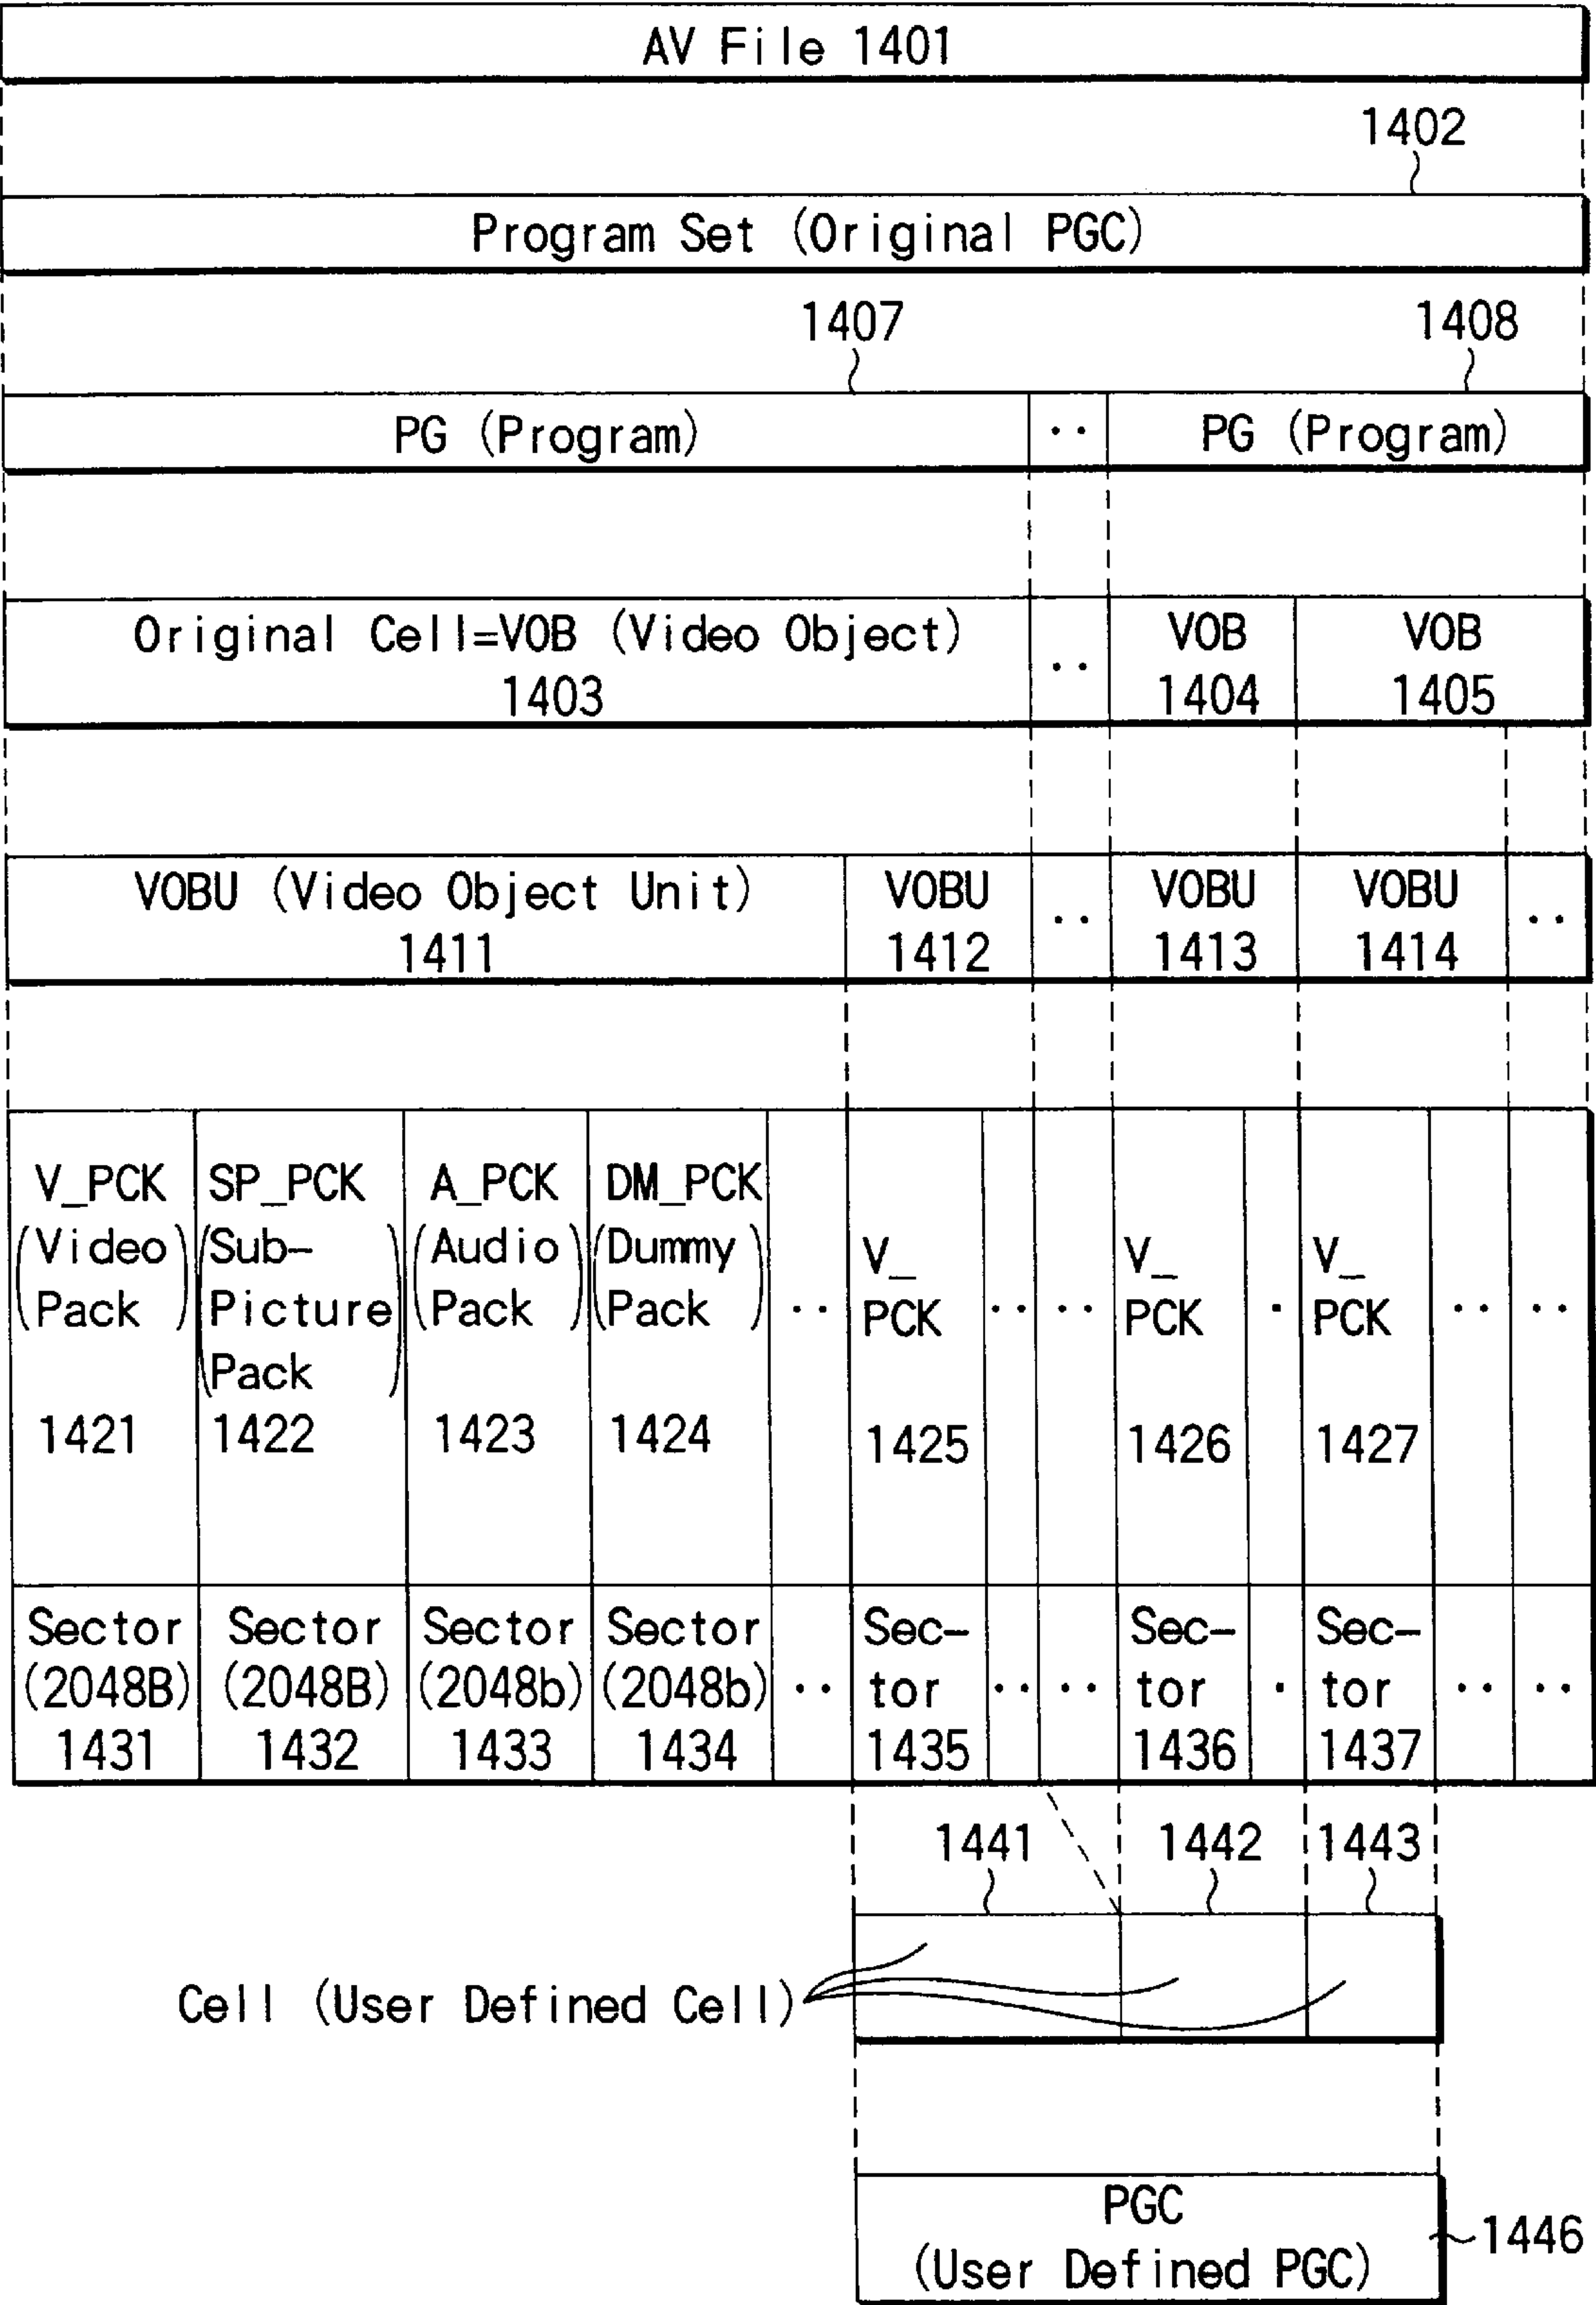 AV File 1401
1402
Program Set (Original PGC)
1407 1408
PG (Program) ·· PG (Program)
Original Cell=VOB (Video Object) VOB VOB
1403 ·· 1404 1405
VOBU (Video Object Unit) VOBU VOBU VOBU
1411 1412 ·· 1413 1414 ··
V_PCK SP_PCK A_PCK DM_PCK
(Video (Sub- (Audio (Dummy V_ V_ V_
Pack) Picture Pack) Pack) ·· PCK ·· ·· PCK · PCK ·· ··
Pack)
1421 1422 1423 1424 1425 1426 1427
Sector Sector Sector Sector Sec- Sec- Sec-
(2048B) (2048B) (2048b) (2048b) ·· tor ·· ·· tor · tor ·· ··
1431 1432 1433 1434 1435 1436 1437
1441 1442 1443
Cell (User Defined Cell)
PGC
(User Defined PGC)
1446